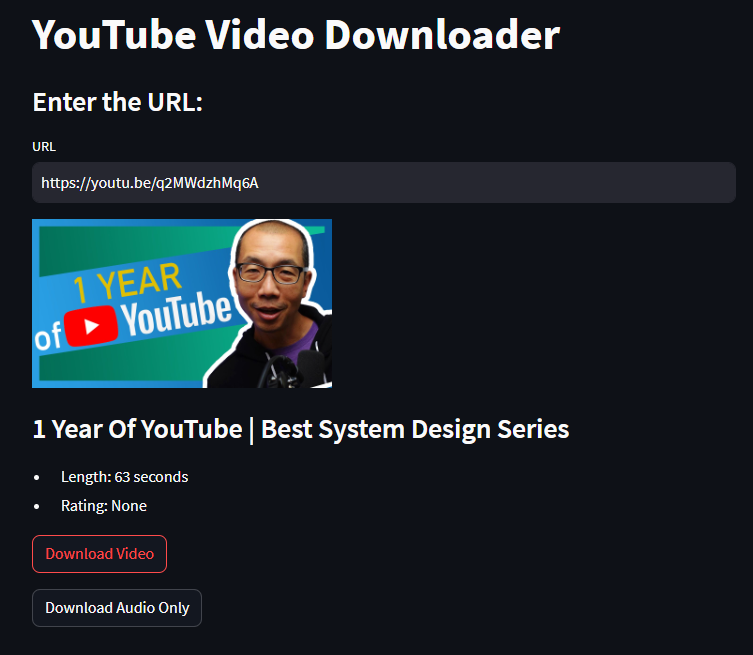 YouTube Video Downloader
Enter the URL:
URL
https://youtu.be/q2MWdzhMq6A
1 YEAR
of YouTube
1 Year Of YouTube | Best System Design Series
Length: 63 seconds
Rating: None
Download Video
Download Audio Only